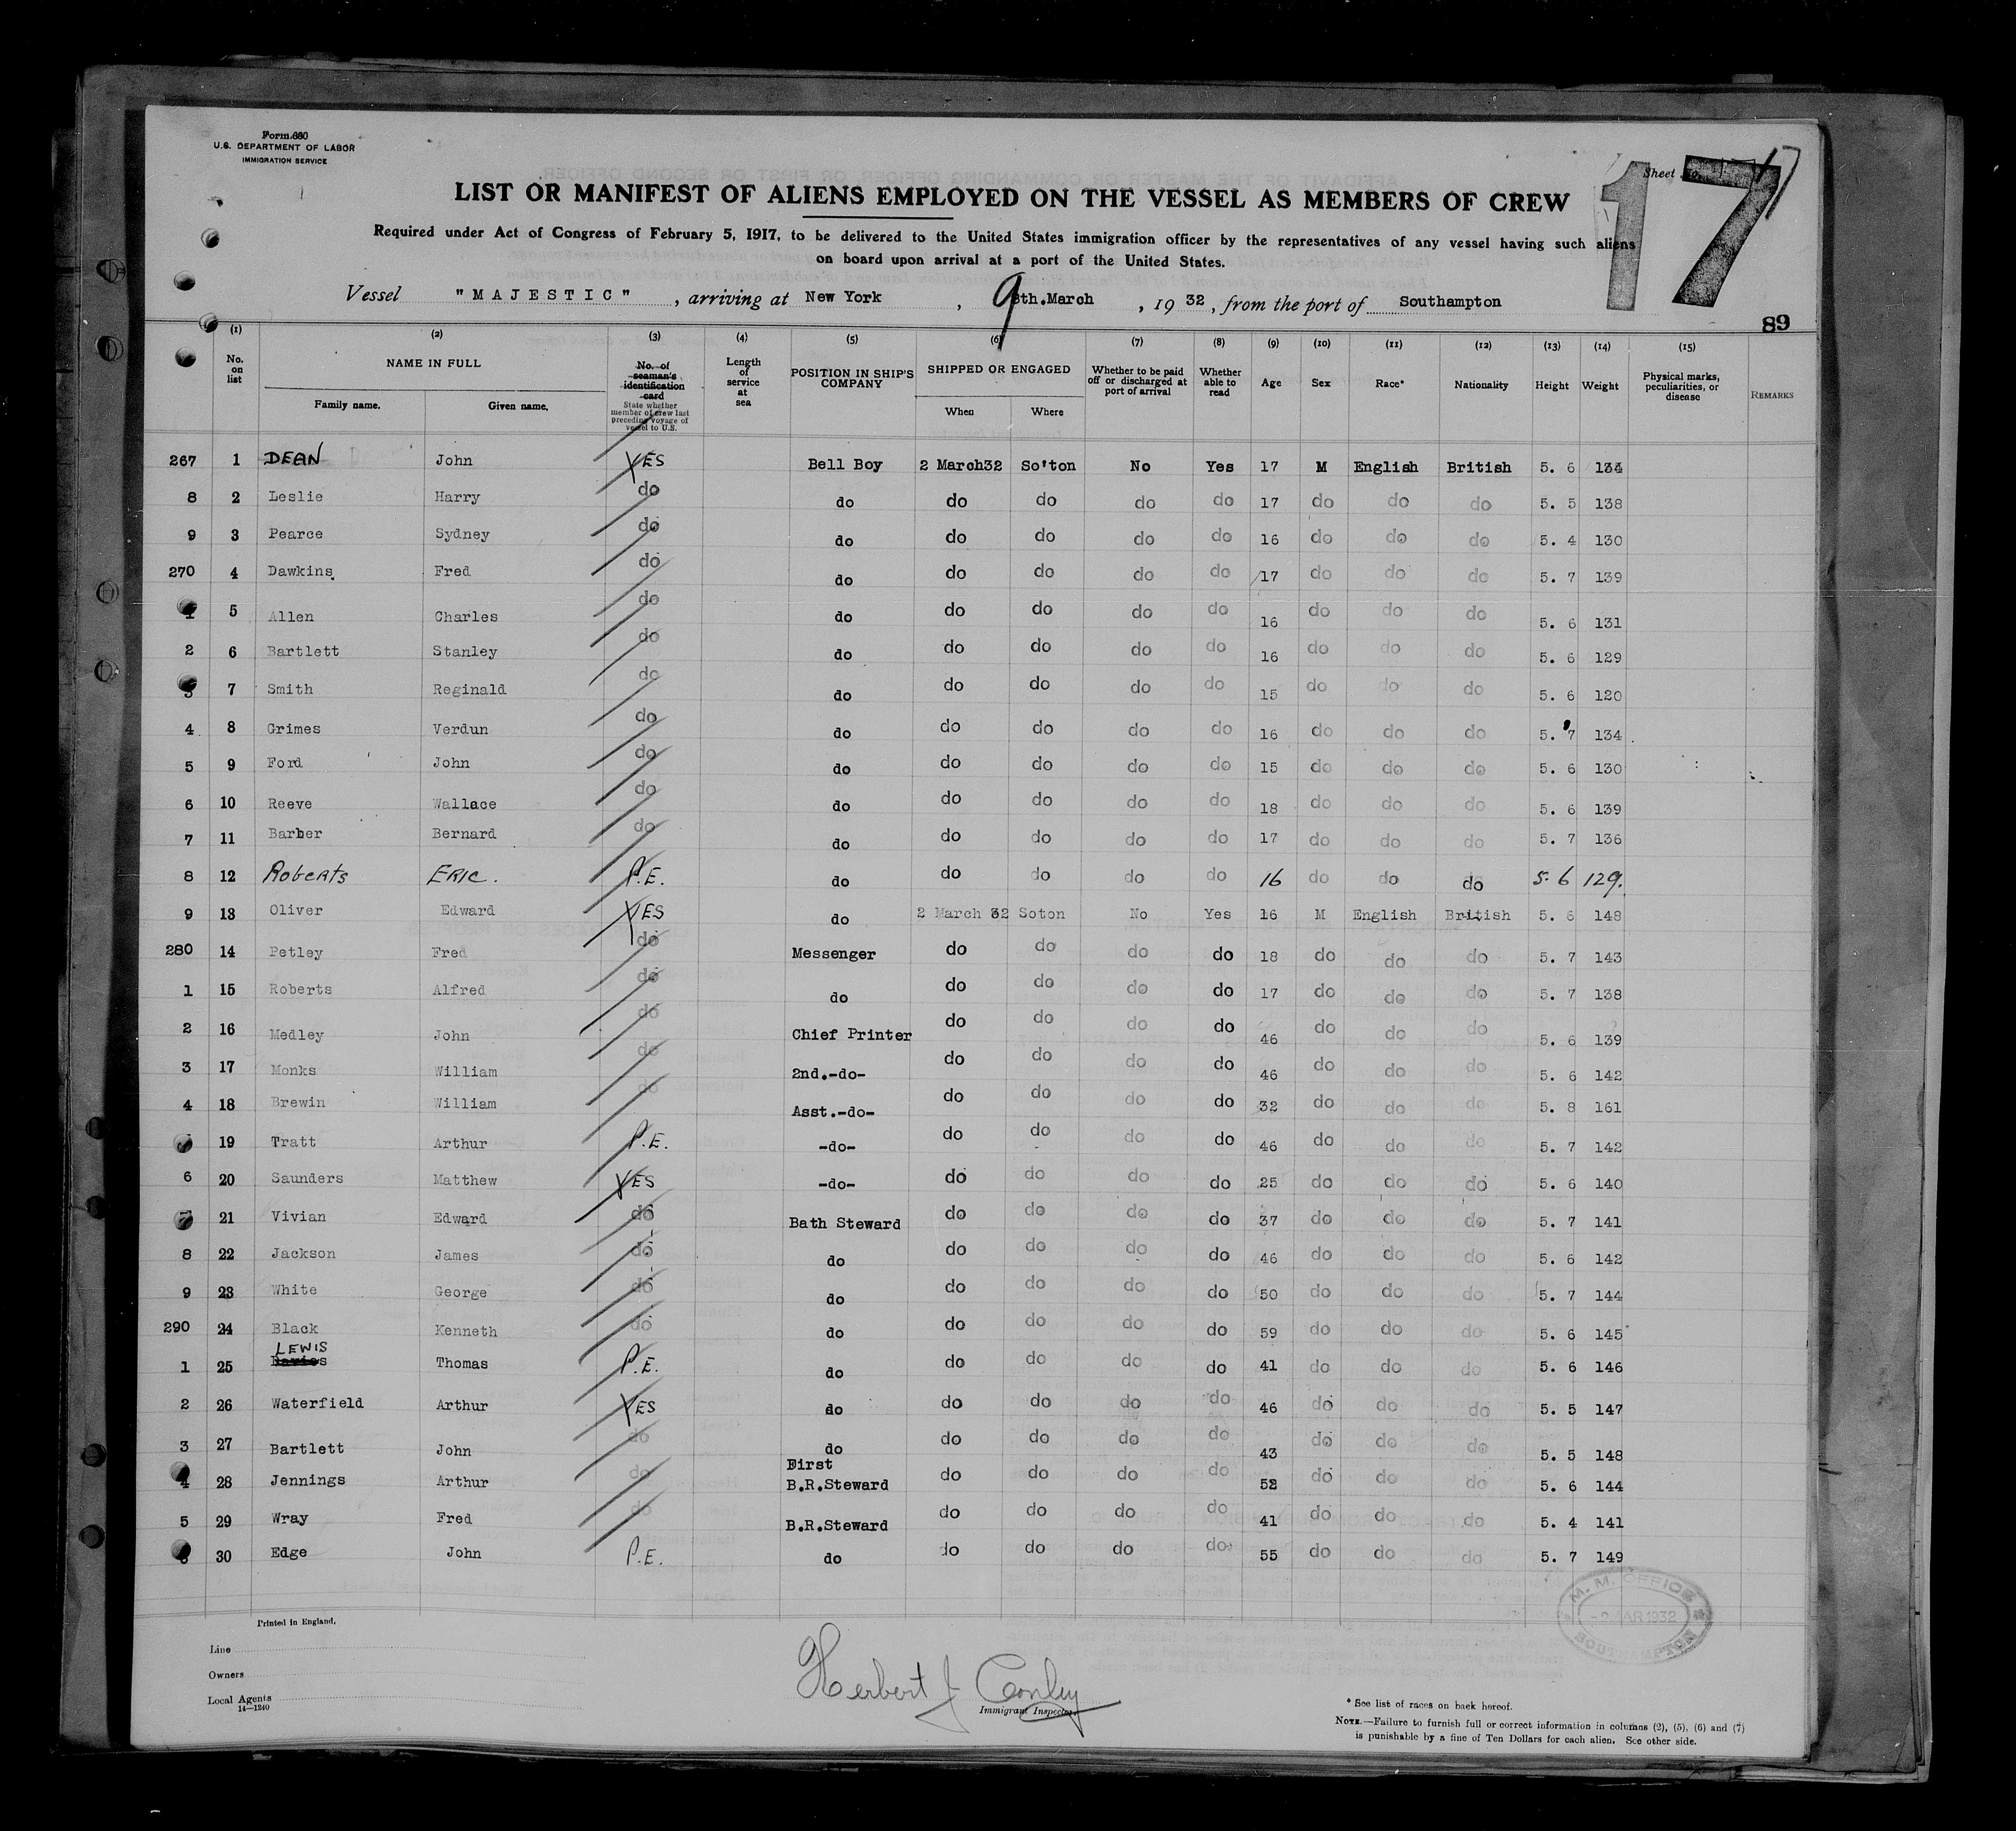 Form 680
U.S. DEPARTMENT OF LABOR
IMMIGRATION SERVICE
Sheet No.
17
LIST OR MANIFEST OF ALIENS EMPLOYED ON THE VESSEL AS MEMBERS OF CREW
Required under Act of Congress of February 5, 1917, to be delivered to the United States immigration officer by the representatives of any vessel having such aliens
on board upon arrival at a port of the United States.
Vessel "MAJESTIC", arriving at New York, 9th.March, 1932, from the port of Southampton
89
(1) (2) (3) (4) (5) (6) (7) (8) (9) (10) (11) (12) (13) (14) (15)
No. on list NAME IN FULL Family name. Given name. No. of seaman's identification card State whether member of crew last preceding voyage of vessel to U.S. Length of service at sea POSITION IN SHIP'S COMPANY SHIPPED OR ENGAGED When Where Whether to be paid off or discharged at port of arrival Whether able to read Age Sex Race* Nationality Height Weight Physical marks, peculiarities, or disease REMARKS
267 1 DEAN John YES Bell Boy 2 March32 So'ton No Yes 17 M English British 5. 6 134
8 2 Leslie Harry do do do do do do 17 do do do 5. 5 138
9 3 Pearce Sydney do do do do do do 16 do do do 5. 4 130
270 4 Dawkins Fred do do do do do do 17 do do do 5. 7 139
1 5 Allen Charles do do do do do do 16 do do do 5. 6 131
2 6 Bartlett Stanley do do do do do do 16 do do do 5. 6 129
3 7 Smith Reginald do do do do do do 15 do do do 5. 6 120
4 8 Grimes Verdun do do do do do do 16 do do do 5. 7 134
5 9 Ford John do do do do do do 15 do do do 5. 6 130
6 10 Reeve Wallace do do do do do do 18 do do do 5. 6 139
7 11 Barber Bernard do do do do do do 17 do do do 5. 7 136
8 12 Roberts ERIC. P.E. do do do do do 16 do do do 5. 6 129.
9 13 Oliver Edward YES do 2 March 32 Soton No Yes 16 M English British 5. 6 148
280 14 Petley Fred do Messenger do do do do 18 do do do 5. 7 143
1 15 Roberts Alfred do do do do do do 17 do do do 5. 7 138
2 16 Medley John do Chief Printer do do do do 46 do do do 5. 6 139
3 17 Monks William do 2nd.-do- do do do do 46 do do do 5. 6 142
4 18 Brewin William do Asst.-do- do do do do 32 do do do 5. 8 161
19 Tratt Arthur P.E. -do- do do do do 46 do do do 5. 7 142
6 20 Saunders Matthew YES -do- do do do do 25 do do do 5. 6 140
7 21 Vivian Edward do Bath Steward do do do do 37 do do do 5. 7 141
8 22 Jackson James do do do do do do 46 do do do 5. 6 142
9 23 White George do do do do do do 50 do do do 5. 7 144
290 24 Black Kenneth do do do do do do 59 do do do 5. 6 145
LEWIS
1 25 Davies Thomas P.E. do do do do do 41 do do do 5. 6 146
2 26 Waterfield Arthur YES do do do do do 46 do do do 5. 5 147
3 27 Bartlett John do do do do do do 43 do do do 5. 5 148
4 28 Jennings Arthur do First B.R.Steward do do do do 52 do do do 5. 6 144
5 29 Wray Fred do B.R.Steward do do do do 41 do do do 5. 4 141
6 30 Edge John P.E. do do do do do 55 do do do 5. 7 149
M. M. OFFICE
MAR 1932
SOUTHAMPTON
Printed in England.
Line
Owners
Local Agents
14—1240
Herbert J Conley
Immigrant Inspector.
* See list of races on back hereof.
NOTE.—Failure to furnish full or correct information in columns (2), (5), (6) and (7)
is punishable by a fine of Ten Dollars for each alien. See other side.